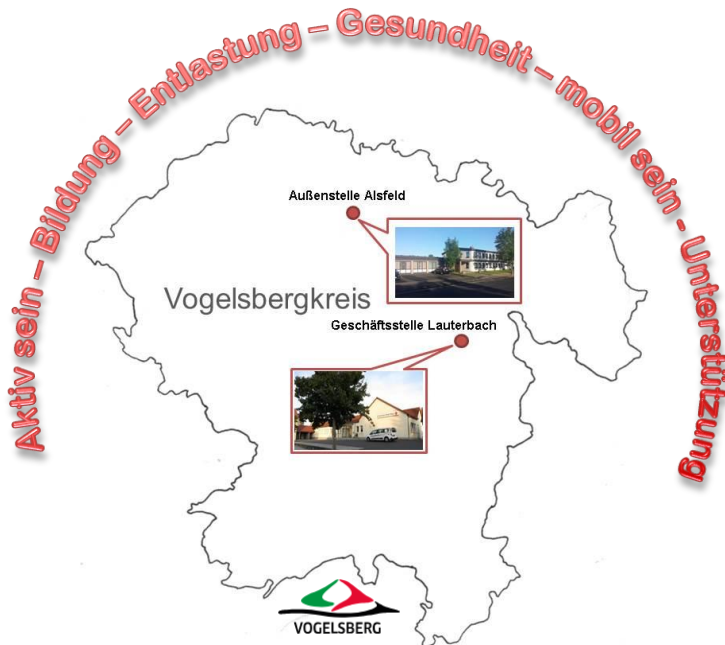 Aktiv sein – Bildung – Entlastung – Gesundheit – mobil sein - Unterstützung
Außenstelle Alsfeld
Vogelsbergkreis
Geschäftsstelle Lauterbach
VOGELSBERG